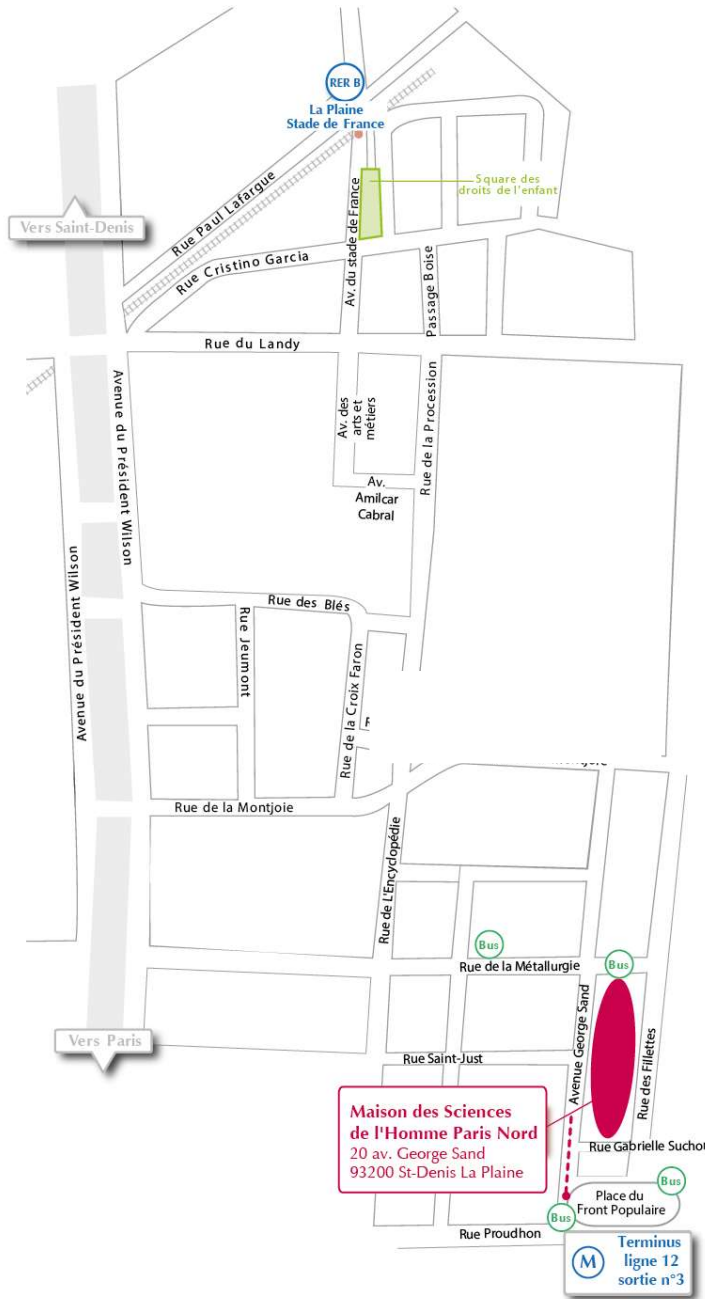 RER B
La Plaine
Stade de France
Square des
droits de l'enfant
Vers Saint-Denis
Rue Paul Lafargue
Rue Cristino Garcia
Av. du stade de France
Passage Boise
Rue du Landy
Avenue du Président Wilson
Av. des
arts et
métiers
Rue de la Procession
Av.
Amilcar
Cabral
Avenue du Président Wilson
Rue des Blés
Rue Jeumont
Rue de la Croix Faron
Rue de la Montjoie
Rue de L'Encyclopédie
Bus
Rue de la Métallurgie
Bus
Avenue George Sand
Rue des Fillettes
Vers Paris
Rue Saint-Just
Maison des Sciences
de l'Homme Paris Nord
20 av. George Sand
93200 St-Denis La Plaine
Rue Gabrielle Suchot
Bus
Place du
Front Populaire
Bus
Rue Proudhon
M
Terminus
ligne 12
sortie n°3